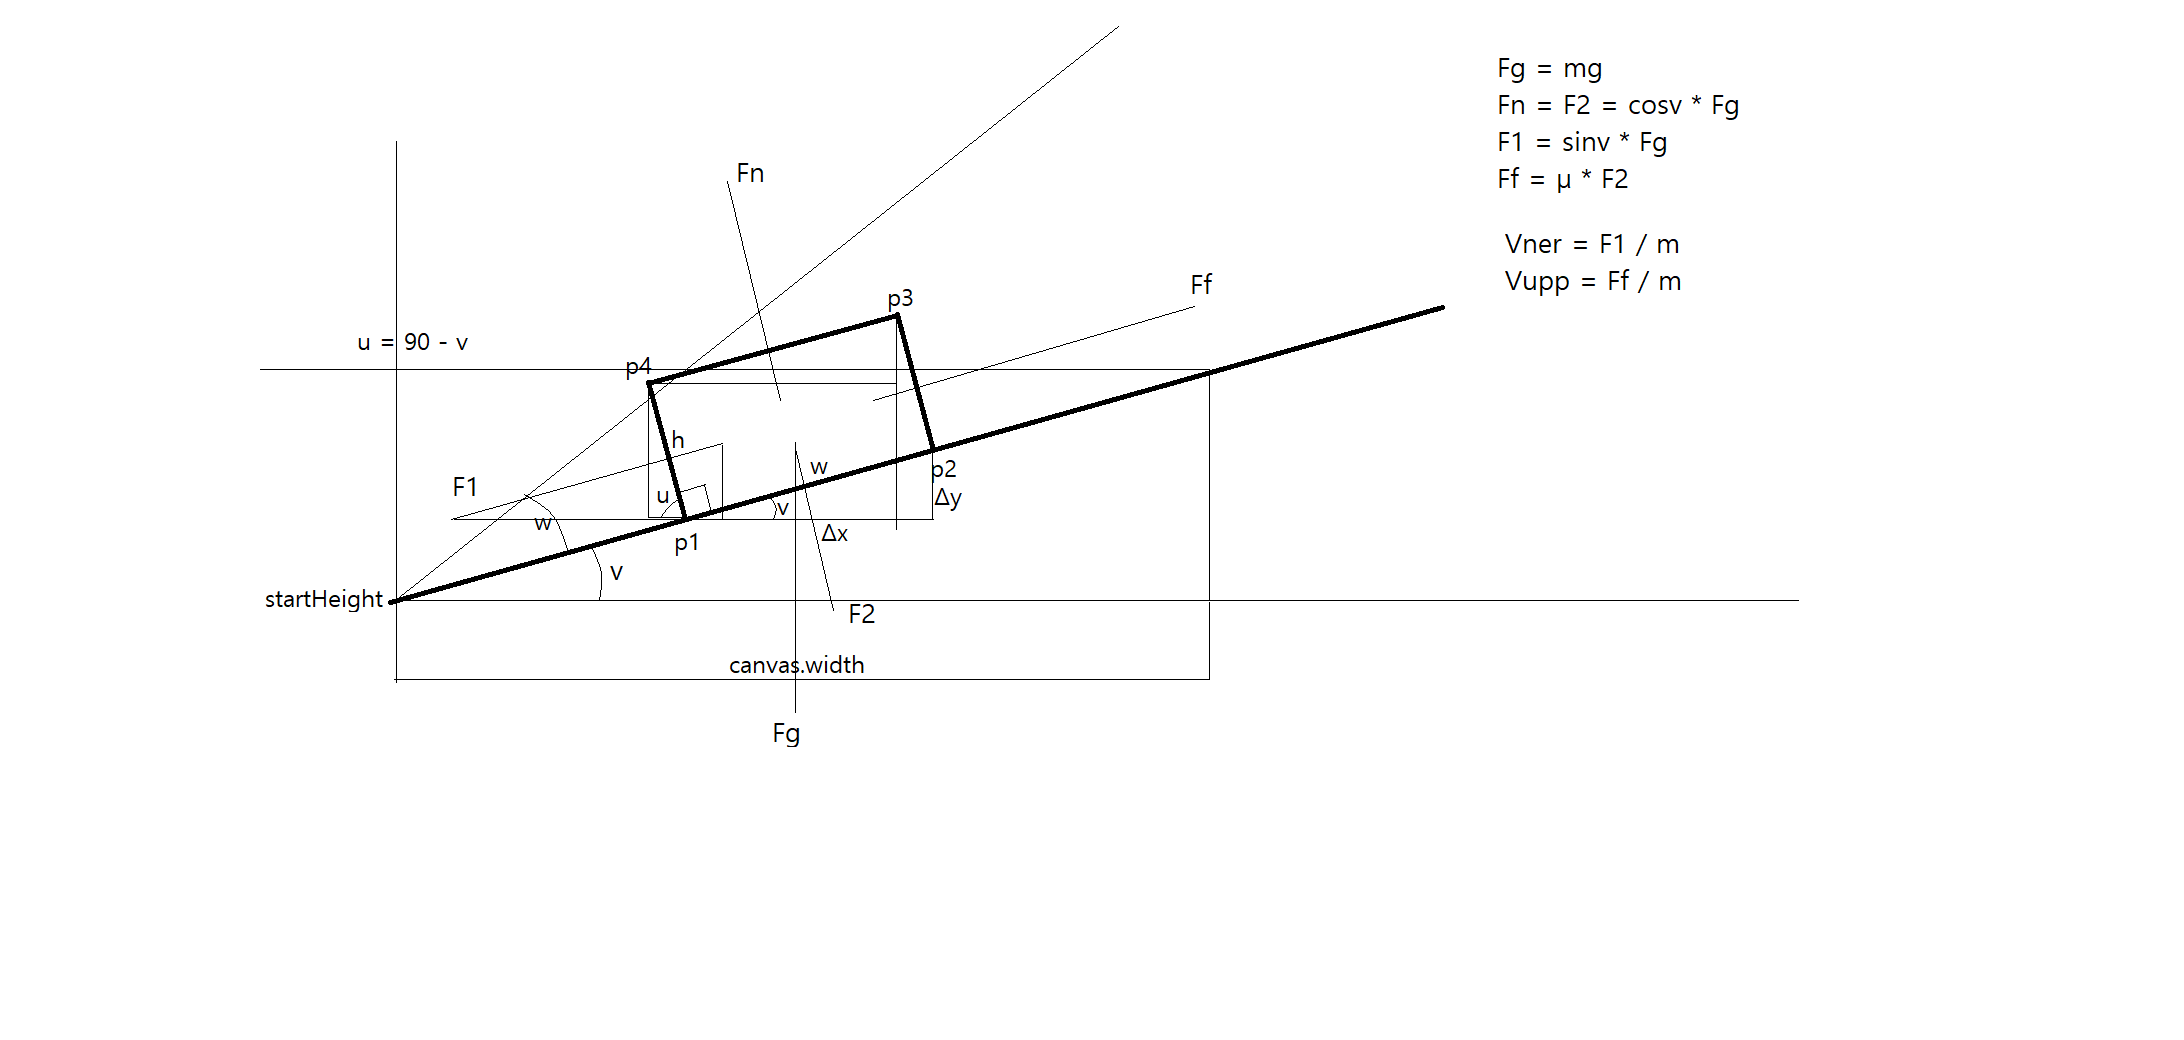 Fg = mg
Fn = F2 = cosv * Fg
F1 = sinv * Fg
Ff = μ * F2
Vner = F1 / m
Vupp = Ff / m
Fn
Ff
p3
u = 90 - v
p4
h
w
p2
F1
u
v
Δy
w
Δx
p1
v
startHeight
F2
canvas.width
Fg